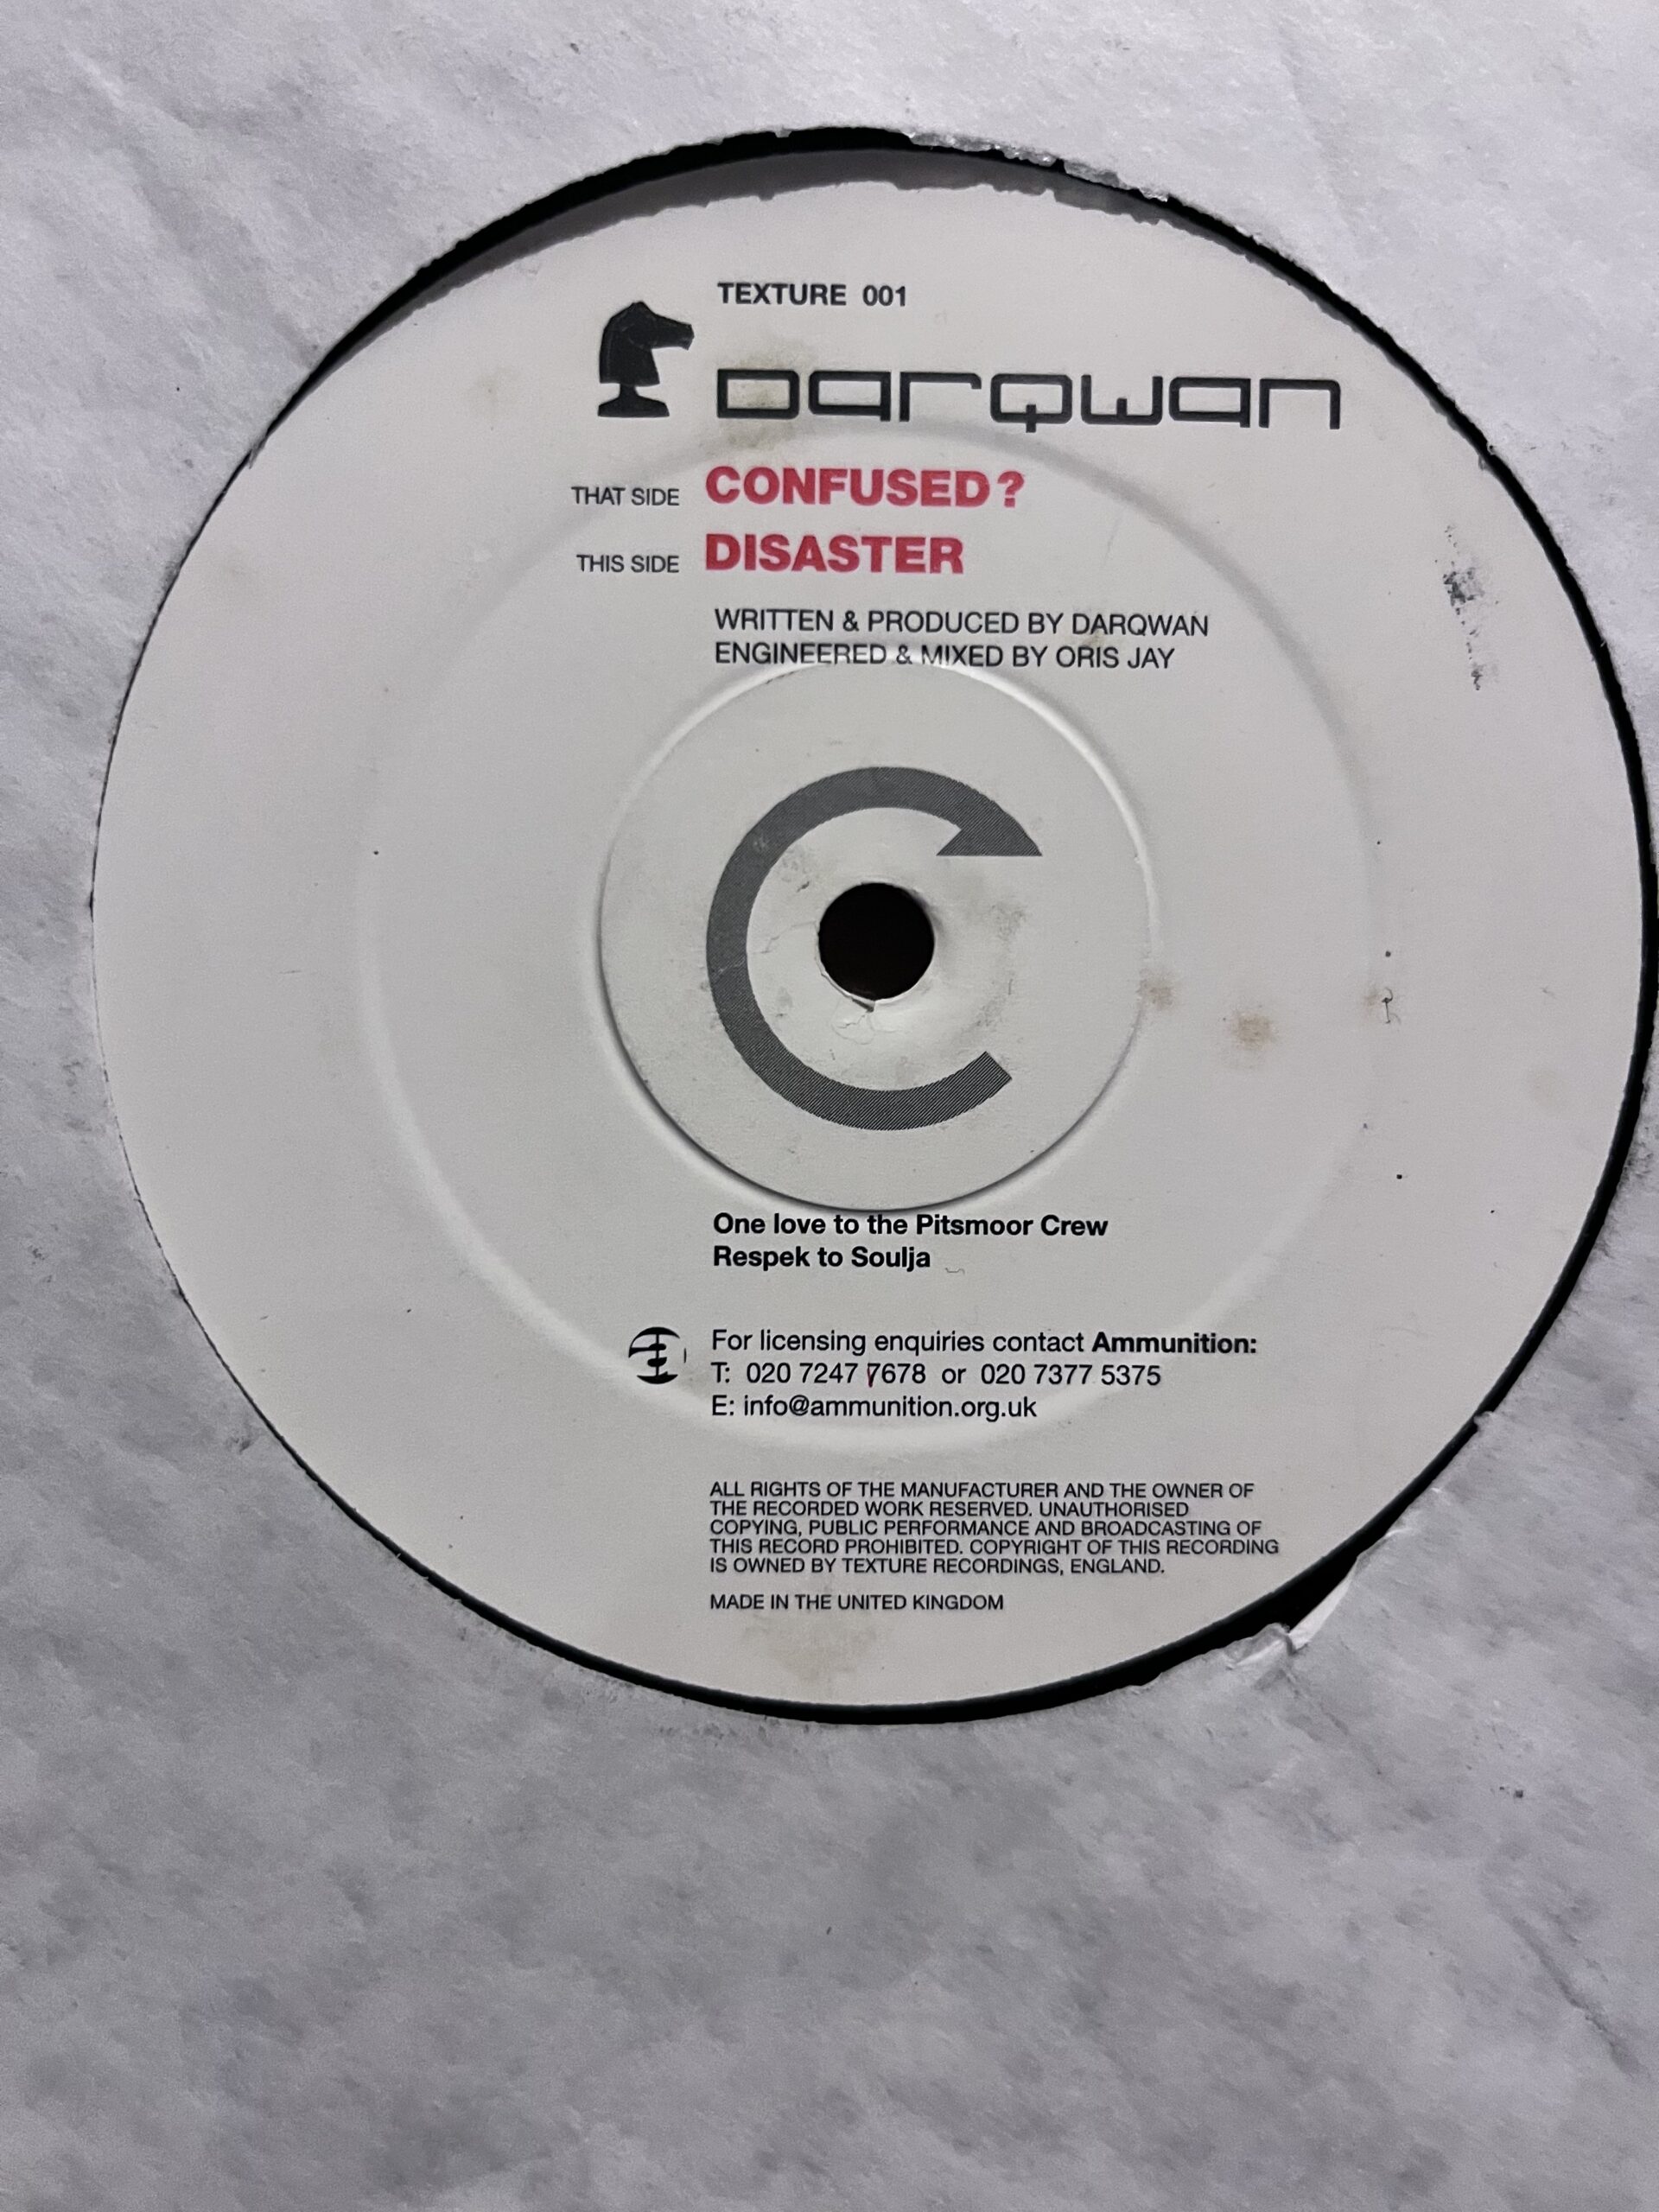 TEXTURE 001
DARQWAN
THAT SIDE CONFUSED?
THIS SIDE DISASTER
WRITTEN & PRODUCED BY DARQWAN
ENGINEERED & MIXED BY ORIS JAY
One love to the Pitsmoor Crew
Respek to Soulja
For licensing enquiries contact Ammunition:
T: 020 7247 7678 or 020 7377 5375
E: info@ammunition.org.uk
ALL RIGHTS OF THE MANUFACTURER AND THE OWNER OF
THE RECORDED WORK RESERVED. UNAUTHORISED
COPYING, PUBLIC PERFORMANCE AND BROADCASTING OF
THIS RECORD PROHIBITED. COPYRIGHT OF THIS RECORDING
IS OWNED BY TEXTURE RECORDINGS, ENGLAND.
MADE IN THE UNITED KINGDOM